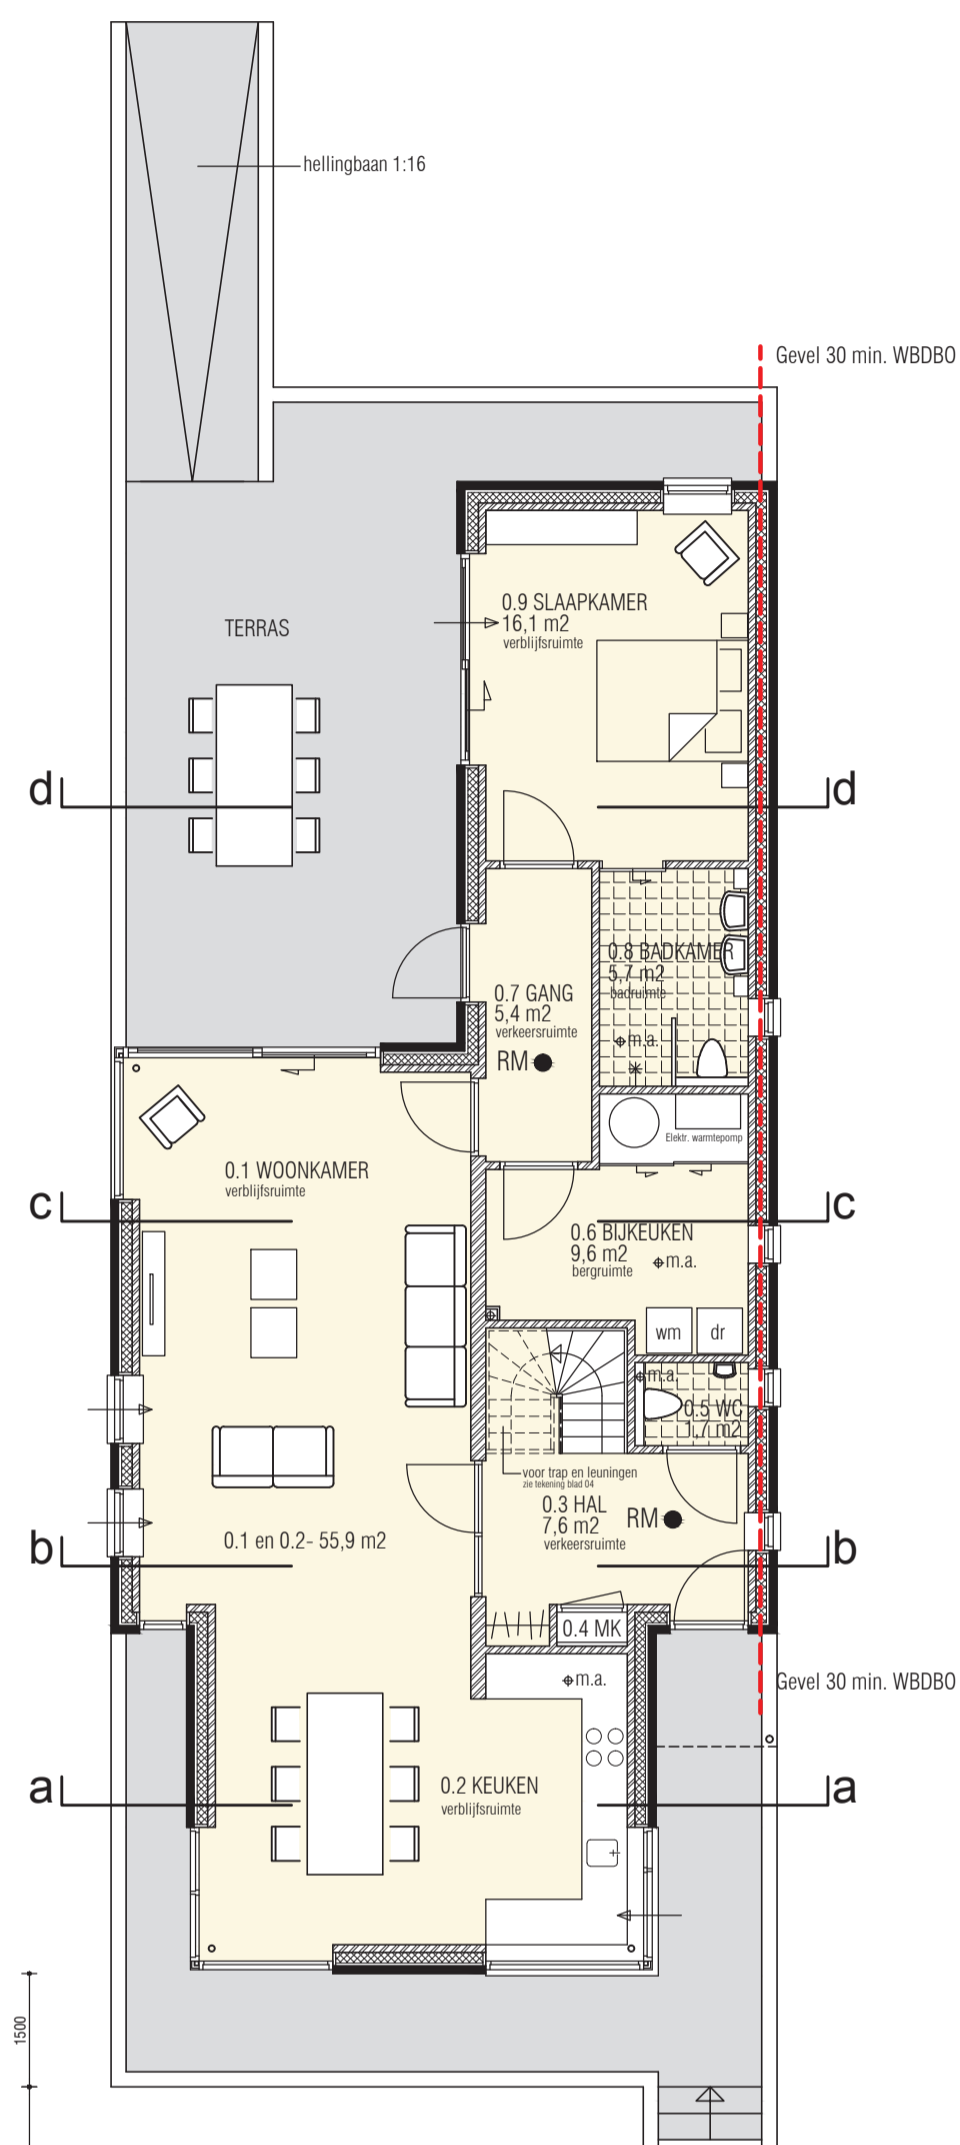 hellingbaan 1:16
Gevel 30 min. WBDBO
0.9 SLAAPKAMER
16,1 m2
verblijfsruimte
TERRAS
d
d
0.8 BADKAMER
5,7 m2
badruimte
0.7 GANG
5,4 m2
verkeersruimte
m.a.
RM
Elektr. warmtepomp
0.1 WOONKAMER
verblijfsruimte
c
c
0.6 BIJKEUKEN
9,6 m2
bergruimte
m.a.
wm
dr
m.a.
0.5 WC
1,7 m2
voor trap en leuningen
zie tekening blad 04
0.3 HAL
7,6 m2
verkeersruimte
RM
0.1 en 0.2- 55,9 m2
b
b
0.4 MK
m.a.
Gevel 30 min. WBDBO
0.2 KEUKEN
verblijfsruimte
a
a
1500